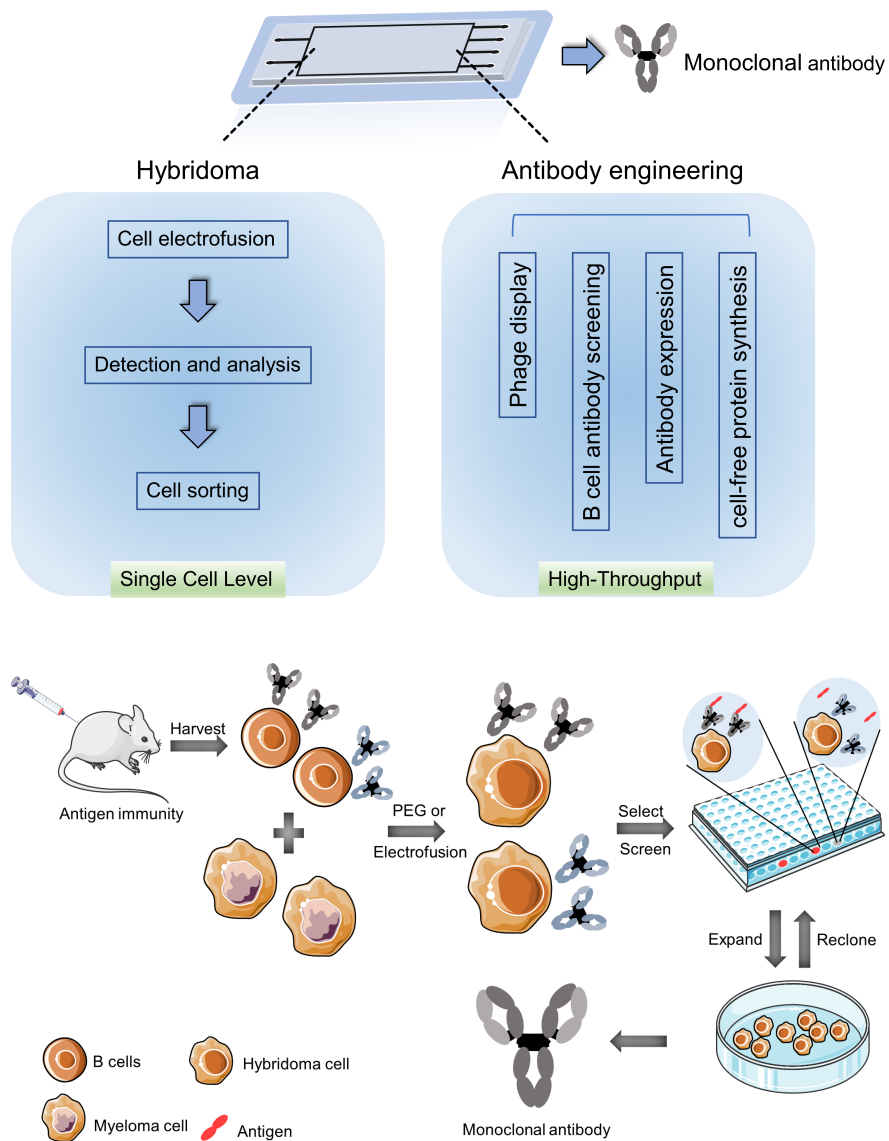 Monoclonal antibody
Hybridoma
Cell electrofusion
Detection and analysis
Cell sorting
Single Cell Level
Antibody engineering
Phage display
B cell antibody screening
Antibody expression
cell-free protein synthesis
High-Throughput
Antigen immunity
Harvest
PEG or
Electrofusion
Select
Screen
Expand
Reclone
Monoclonal antibody
B cells
Hybridoma cell
Myeloma cell
Antigen